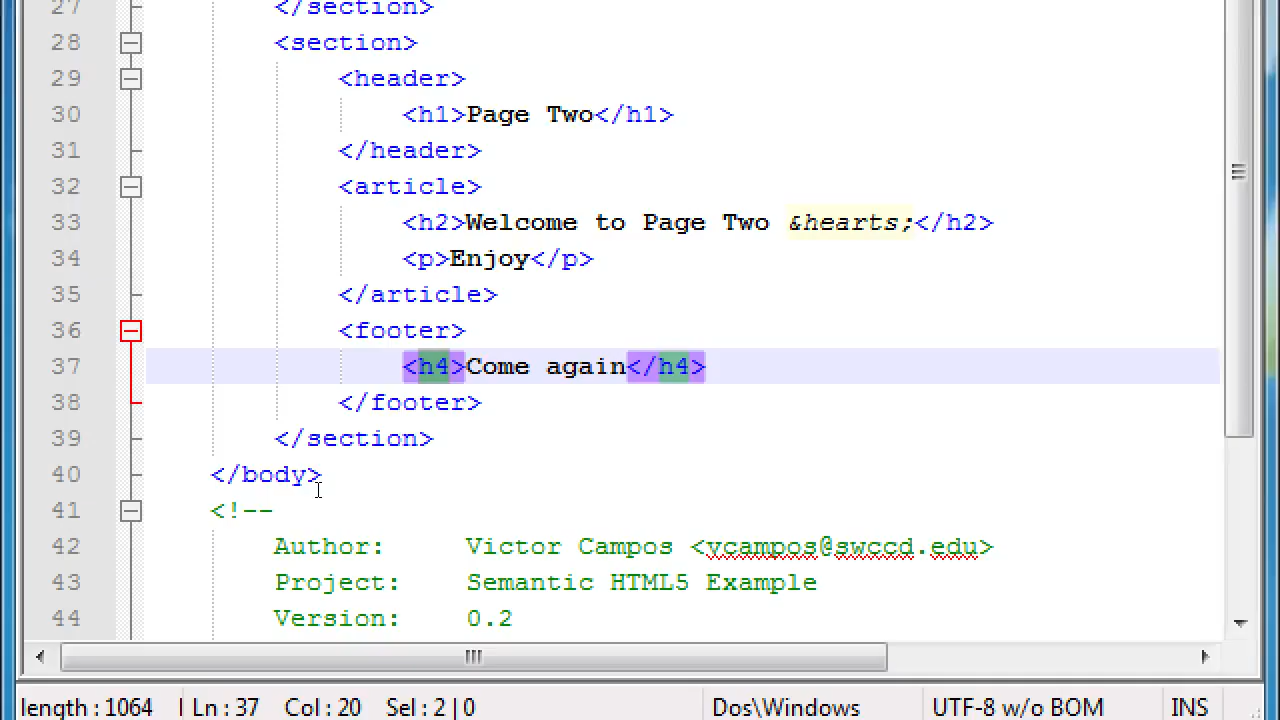 27 </section>
28 <section>
29 <header>
30 <h1>Page Two</h1>
31 </header>
32 <article>
33 <h2>Welcome to Page Two &hearts;</h2>
34 <p>Enjoy</p>
35 </article>
36 <footer>
37 <h4>Come again</h4>
38 </footer>
39 </section>
40 </body>
41 <!--
42 Author: Victor Campos <vcampos@swccd.edu>
43 Project: Semantic HTML5 Example
44 Version: 0.2
length : 1064 l Ln : 37 Col : 20 Sel : 2 | 0 Dos\Windows UTF-8 w/o BOM INS